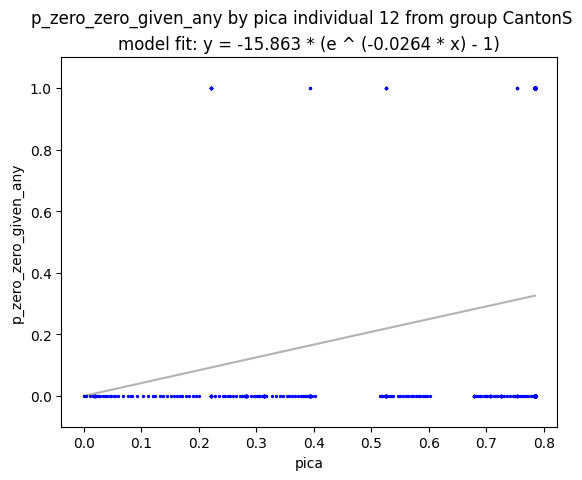 p_zero_zero_given_any by pica individual 12 from group CantonS
model fit: y = -15.863 * (e ^ (-0.0264 * x) - 1)
1.0
0.8
0.6
0.4
0.2
0.0
p_zero_zero_given_any
0.0 0.1 0.2 0.3 0.4 0.5 0.6 0.7 0.8
pica